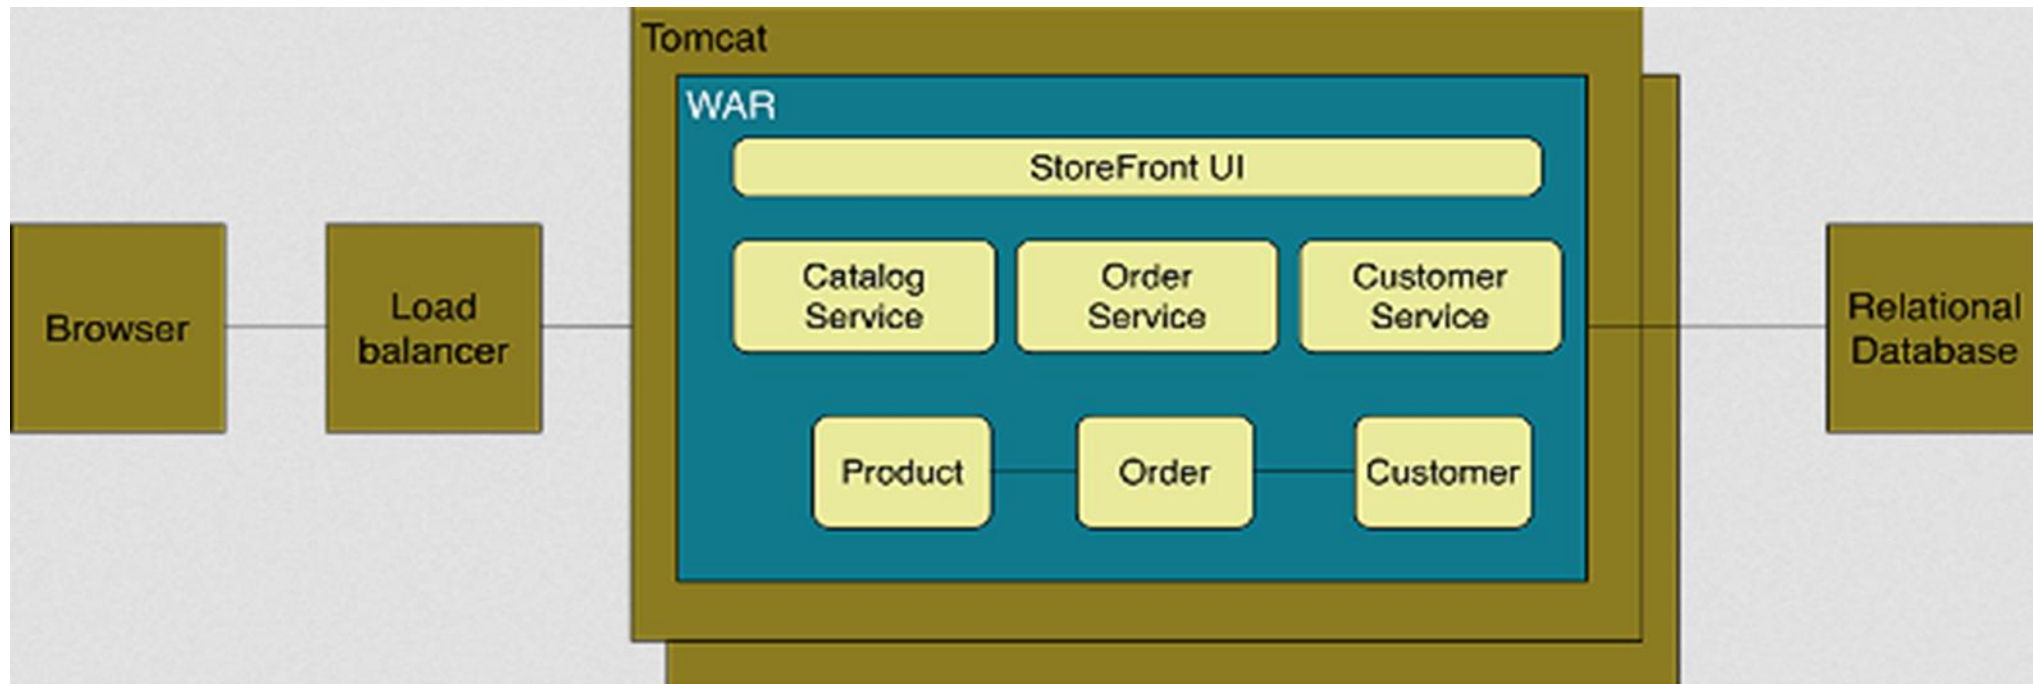 Tomcat
WAR
StoreFront UI
Catalog
Service
Order
Service
Customer
Service
Browser
Load
balancer
Relational
Database
Product
Order
Customer